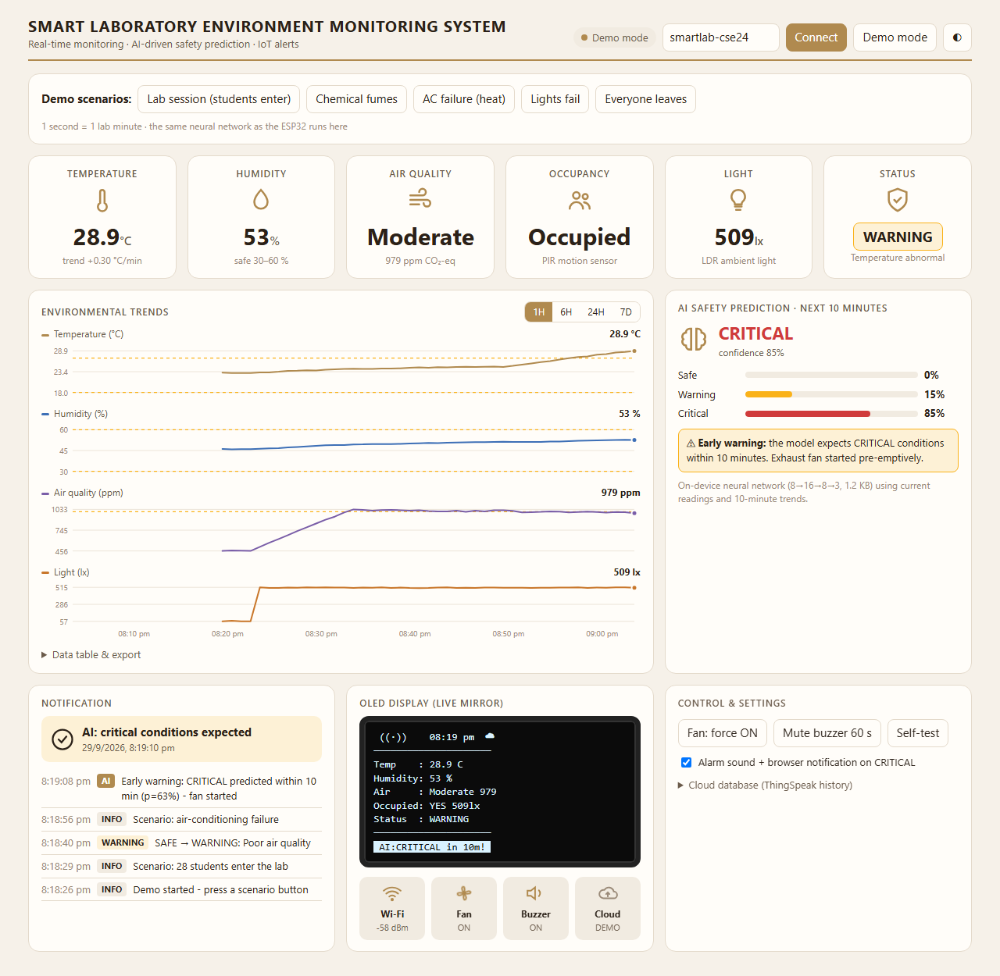 SMART LABORATORY ENVIRONMENT MONITORING SYSTEM
Real-time monitoring · AI-driven safety prediction · IoT alerts
Demo mode
smartlab-cse24
Connect
Demo mode
Demo scenarios:
Lab session (students enter)
Chemical fumes
AC failure (heat)
Lights fail
Everyone leaves
1 second = 1 lab minute · the same neural network as the ESP32 runs here
TEMPERATURE
28.9°C
trend +0.30 °C/min
HUMIDITY
53%
safe 30–60 %
AIR QUALITY
Moderate
979 ppm CO₂-eq
OCCUPANCY
Occupied
PIR motion sensor
LIGHT
509lx
LDR ambient light
STATUS
WARNING
Temperature abnormal
ENVIRONMENTAL TRENDS
1H 6H 24H 7D
Temperature (°C) 28.9 °C
28.9
23.4
18.0
Humidity (%) 53 %
60
45
30
Air quality (ppm) 979 ppm
1033
745
456
Light (lx) 509 lx
515
286
57
08:10 pm 08:20 pm 08:30 pm 08:40 pm 08:50 pm 09:00 pm
▶ Data table & export
AI SAFETY PREDICTION · NEXT 10 MINUTES
CRITICAL
confidence 85%
Safe 0%
Warning 15%
Critical 85%
⚠ Early warning: the model expects CRITICAL conditions
within 10 minutes. Exhaust fan started pre-emptively.
On-device neural network (8→16→8→3, 1.2 KB) using current
readings and 10-minute trends.
NOTIFICATION
AI: critical conditions expected
29/9/2026, 8:19:10 pm
8:19:08 pm AI Early warning: CRITICAL predicted within 10
min (p=63%) - fan started
8:18:56 pm INFO Scenario: air-conditioning failure
8:18:40 pm WARNING SAFE → WARNING: Poor air quality
8:18:29 pm INFO Scenario: 28 students enter the lab
8:18:26 pm INFO Demo started - press a scenario button
OLED DISPLAY (LIVE MIRROR)
((·)) 08:19 pm ☁
Temp : 28.9 C
Humidity: 53 %
Air : Moderate 979
Occupied: YES 509lx
Status : WARNING
AI:CRITICAL in 10m!
Wi-Fi
-58 dBm
Fan
ON
Buzzer
ON
Cloud
DEMO
CONTROL & SETTINGS
Fan: force ON
Mute buzzer 60 s
Self-test
Alarm sound + browser notification on CRITICAL
▶ Cloud database (ThingSpeak history)